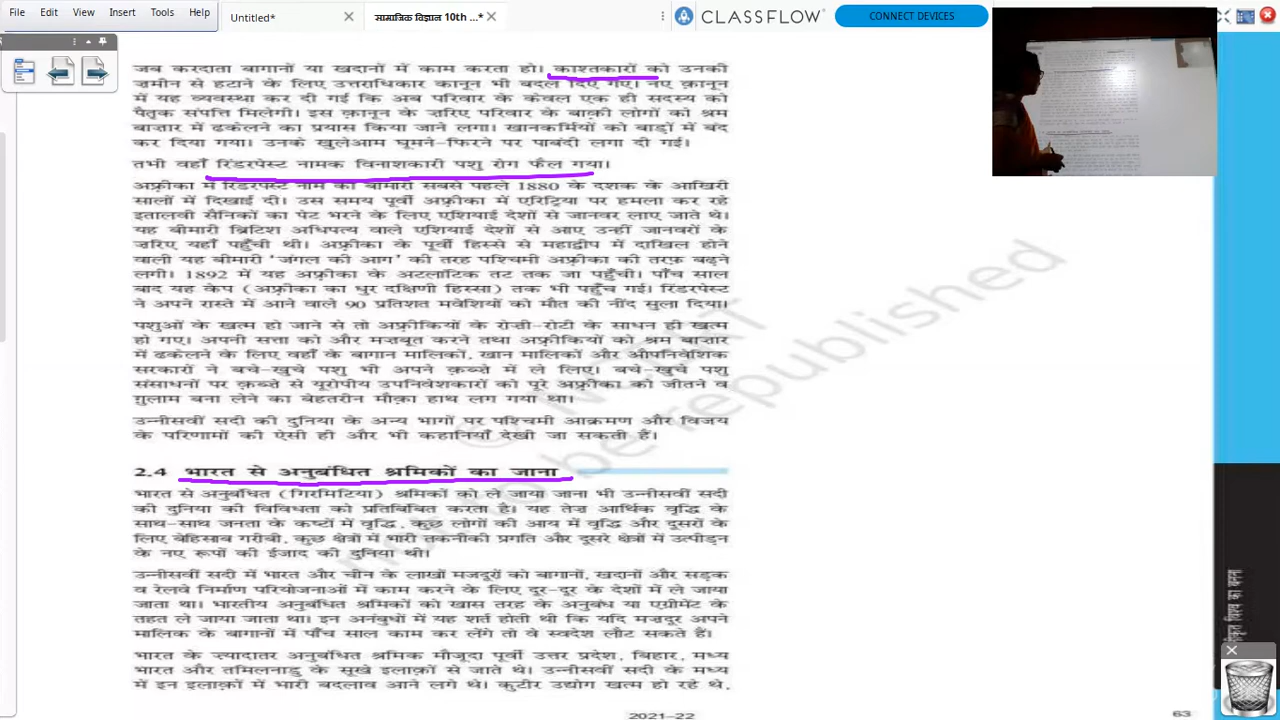 File Edit View Insert Tools Help
Untitled*
सामाजिक विज्ञान 10th ...*
CLASSFLOW
CONNECT DEVICES
जब करदाता बागानों या खदानों में काम करता हो। काश्तकारों को उनकी
ज़मीन से हटाने के लिए उत्तराधिकार कानून भी बदल दिए गए। नए क़ानून
में यह व्यवस्था कर दी गई कि अब परिवार के केवल एक ही सदस्य को
पैतृक संपत्ति मिलेगी। इस क़ानून के ज़रिए परिवार के बाक़ी लोगों को श्रम
बाज़ार में ढकेलने का प्रयास किया जाने लगा। खानकर्मियों को बाड़ों में बंद
कर दिया गया। उनके खुलेआम घूमने-फिरने पर पाबंदी लगा दी गई।
तभी वहाँ रिंडरपेस्ट नामक विनाशकारी पशु रोग फैल गया।
अफ़्रीका में रिंडरपेस्ट नाम की बीमारी सबसे पहले 1880 के दशक के आखिरी
सालों में दिखाई दी। उस समय पूर्वी अफ़्रीका में एरिट्रिया पर हमला कर रहे
इतालवी सैनिकों का पेट भरने के लिए एशियाई देशों से जानवर लाए जाते थे।
यह बीमारी ब्रिटिश अधिपत्य वाले एशियाई देशों से आए उन्हीं जानवरों के
ज़रिए यहाँ पहुँची थी। अफ़्रीका के पूर्वी हिस्से से महाद्वीप में दाखिल होने
वाली यह बीमारी 'जंगल की आग' की तरह पश्चिमी अफ़्रीका की तरफ़ बढ़ने
लगी। 1892 में यह अफ़्रीका के अटलांटिक तट तक जा पहुँची। पाँच साल
बाद यह केप (अफ़्रीका का धुर दक्षिणी हिस्सा) तक भी पहुँच गई। रिंडरपेस्ट
ने अपने रास्ते में आने वाले 90 प्रतिशत मवेशियों को मौत की नींद सुला दिया।
पशुओं के खत्म हो जाने से तो अफ़्रीकियों के रोज़ी-रोटी के साधन ही खत्म
हो गए। अपनी सत्ता को और मज़बूत करने तथा अफ़्रीकियों को श्रम बाज़ार
में ढकेलने के लिए वहाँ के बागान मालिकों, खान मालिकों और औपनिवेशिक
सरकारों ने बचे-खुचे पशु भी अपने क़ब्ज़े में ले लिए। बचे-खुचे पशु
संसाधनों पर क़ब्ज़े से यूरोपीय उपनिवेशकारों को पूरे अफ़्रीका को जीतने व
ग़ुलाम बना लेने का बेहतरीन मौक़ा हाथ लग गया था।
उन्नीसवीं सदी की दुनिया के अन्य भागों पर पश्चिमी आक्रमण और विजय
के परिणामों की ऐसी ही और भी कहानियाँ देखी जा सकती हैं।
2.4 भारत से अनुबंधित श्रमिकों का जाना
भारत से अनुबंधित (गिरमिटिया) श्रमिकों को ले जाया जाना भी उन्नीसवीं सदी
की दुनिया की विविधता को प्रतिबिंबित करता है। यह तेज़ आर्थिक वृद्धि के
साथ-साथ जनता के कष्टों में वृद्धि, कुछ लोगों की आय में वृद्धि और दूसरों के
लिए बेहिसाब गरीबी, कुछ क्षेत्रों में भारी तकनीकी प्रगति और दूसरे क्षेत्रों में उत्पीड़न
के नए रूपों की ईजाद की दुनिया थी।
उन्नीसवीं सदी में भारत और चीन के लाखों मजदूरों को बागानों, खदानों और सड़क
व रेलवे निर्माण परियोजनाओं में काम करने के लिए दूर-दूर के देशों में ले जाया
जाता था। भारतीय अनुबंधित श्रमिकों को खास तरह के अनुबंध या एग्रीमेंट के
तहत ले जाया जाता था। इन अनंबुधों में यह शर्त होती थी कि यदि मज़दूर अपने
मालिक के बागानों में पाँच साल काम कर लेंगे तो वे स्वदेश लौट सकते हैं।
भारत के ज़्यादातर अनुबंधित श्रमिक मौजूदा पूर्वी उत्तर प्रदेश, बिहार, मध्य
भारत और तमिलनाडु के सूखे इलाक़ों से जाते थे। उन्नीसवीं सदी के मध्य
में इन इलाक़ों में भारी बदलाव आने लगे थे। कुटीर उद्योग खत्म हो रहे थे,
2021-22
63
© NCERT
not to be republished